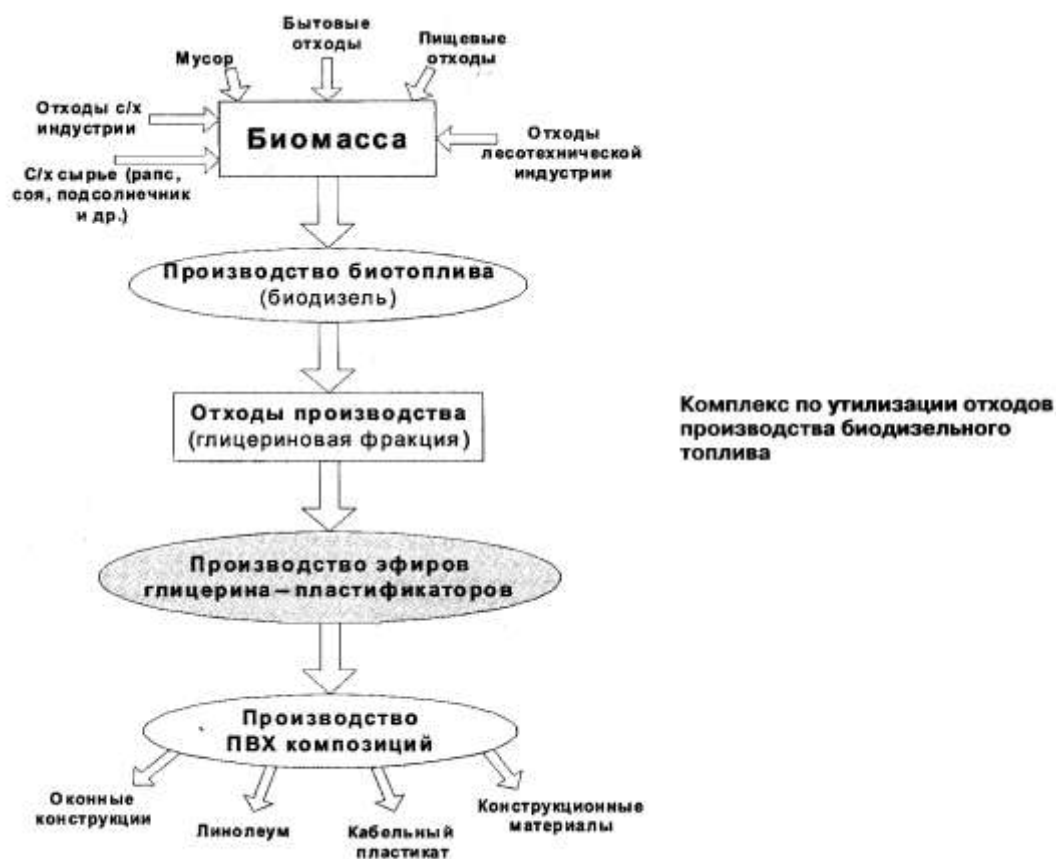 Бытовые
отходы
Пищевые
отходы
Мусор
Отходы с/х
индустрии
Биомасса
Отходы
лесотехнической
индустрии
С/х сырье (рапс,
соя, подсолнечник
и др.)
Производство биотоплива
(биодизель)
Отходы производства
(глицериновая фракция)
Комплекс по утилизации отходов
производства биодизельного
топлива
Производство эфиров
глицерина–пластификаторов
Производство
ПВХ композиций
Оконные
конструкции
Линолеум
Кабельный
пластикат
Конструкционные
материалы